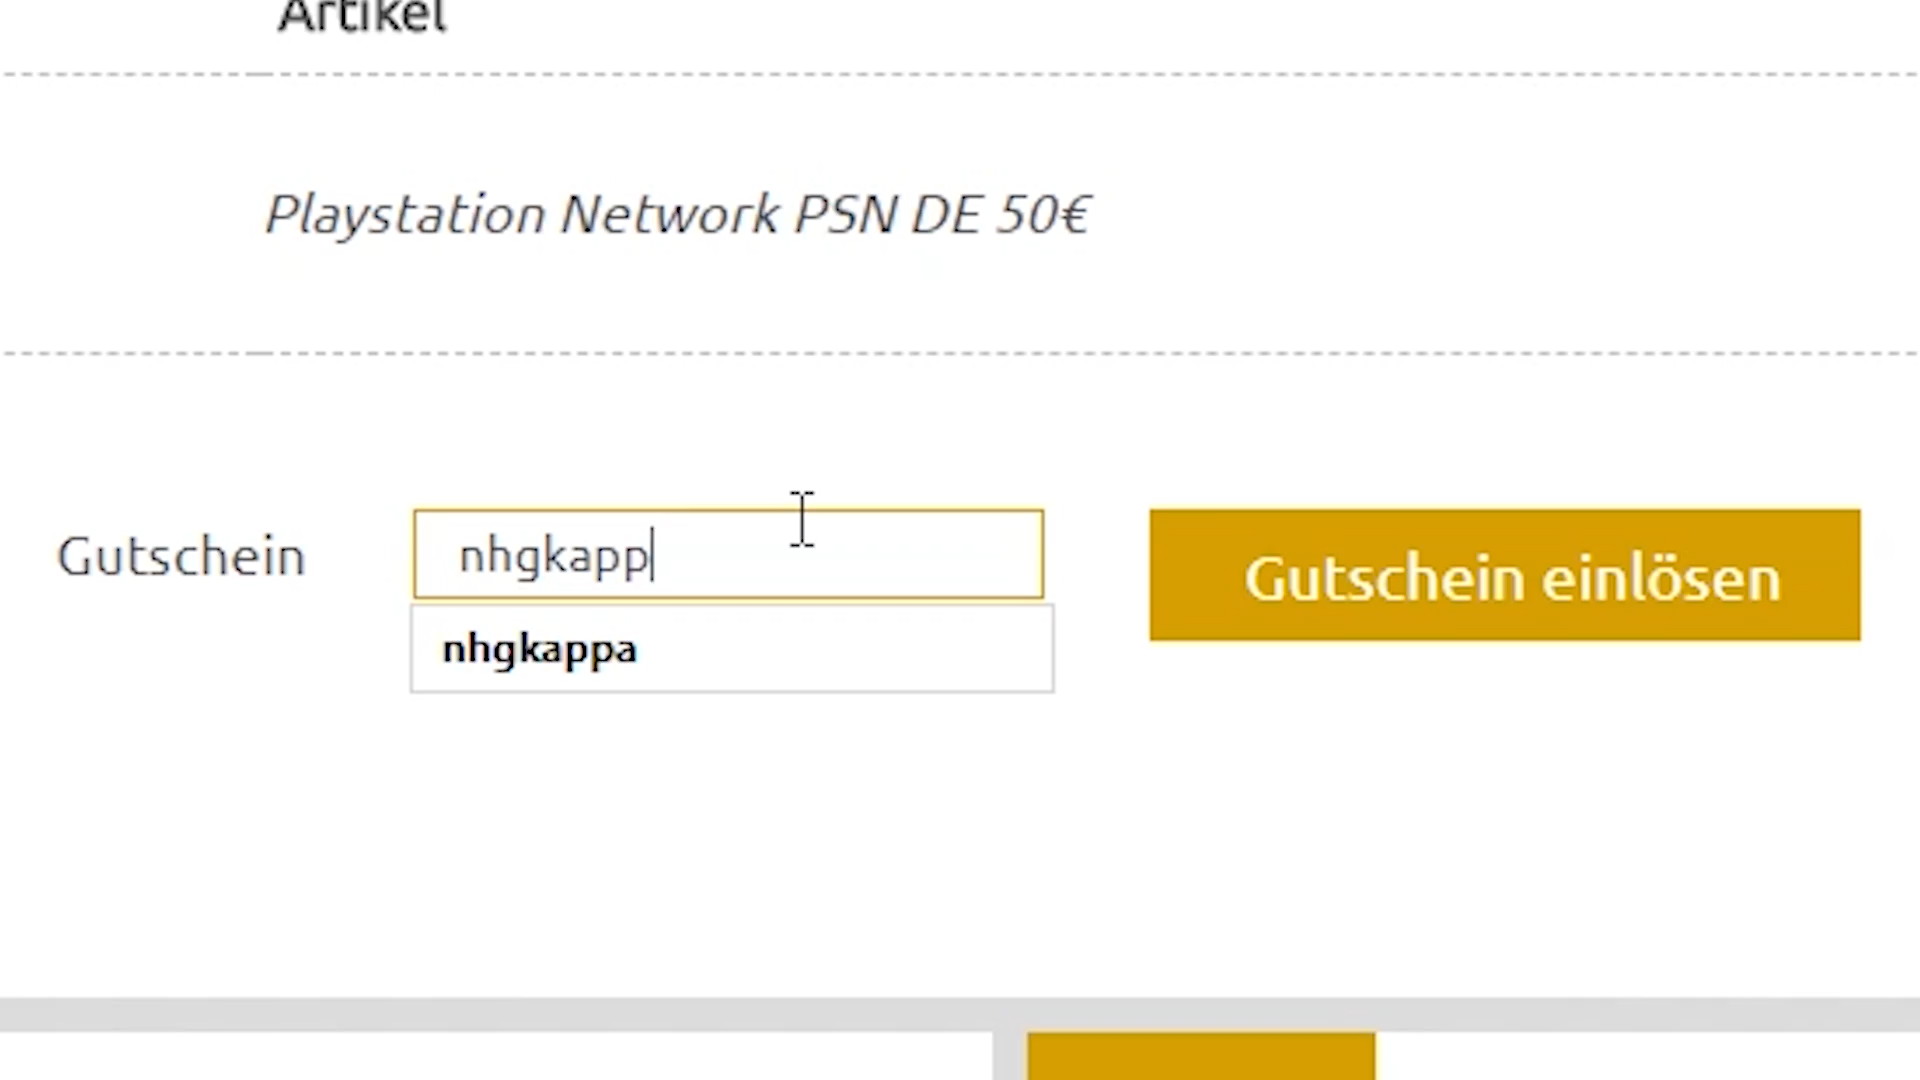 Artikel
Playstation Network PSN DE 50€
Gutschein
nhgkapp
Gutschein einlösen
nhgkappa